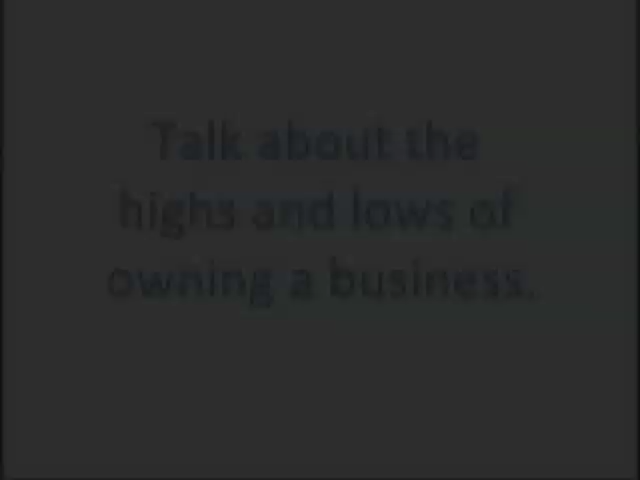 Talk about the
highs and lows of
owning a business.